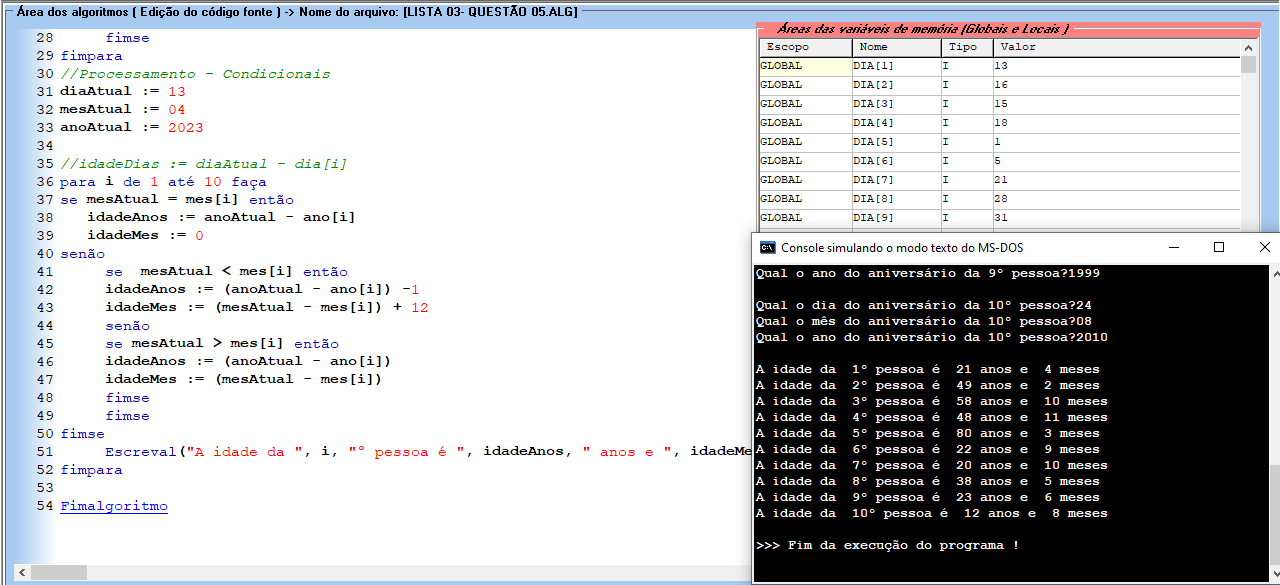 Área dos algoritmos ( Edição do código fonte ) -> Nome do arquivo: [LISTA 03- QUESTÃO 05.ALG]
28 fimse
29 fimpara
30 //Processamento - Condicionais
31 diaAtual := 13
32 mesAtual := 04
33 anoAtual := 2023
34
35 //idadeDias := diaAtual - dia[i]
36 para i de 1 até 10 faça
37 se mesAtual = mes[i] então
38 idadeAnos := anoAtual - ano[i]
39 idadeMes := 0
40 senão
41 se mesAtual < mes[i] então
42 idadeAnos := (anoAtual - ano[i]) -1
43 idadeMes := (mesAtual - mes[i]) + 12
44 senão
45 se mesAtual > mes[i] então
46 idadeAnos := (anoAtual - ano[i])
47 idadeMes := (mesAtual - mes[i])
48 fimse
49 fimse
50 fimse
51 Escreval("A idade da ", i, "° pessoa é ", idadeAnos, " anos e ", idadeMe
52 fimpara
53
54 Fimalgoritmo
Áreas das variáveis de memória (Globais e Locais )
Escopo Nome Tipo Valor
GLOBAL DIA[1] I 13
GLOBAL DIA[2] I 16
GLOBAL DIA[3] I 15
GLOBAL DIA[4] I 18
GLOBAL DIA[5] I 1
GLOBAL DIA[6] I 5
GLOBAL DIA[7] I 21
GLOBAL DIA[8] I 28
GLOBAL DIA[9] I 31
C:\ Console simulando o modo texto do MS-DOS
Qual o ano do aniversário da 9° pessoa?1999
Qual o dia do aniversário da 10° pessoa?24
Qual o mês do aniversário da 10° pessoa?08
Qual o ano do aniversário da 10° pessoa?2010
A idade da 1° pessoa é 21 anos e 4 meses
A idade da 2° pessoa é 49 anos e 2 meses
A idade da 3° pessoa é 58 anos e 10 meses
A idade da 4° pessoa é 48 anos e 11 meses
A idade da 5° pessoa é 80 anos e 3 meses
A idade da 6° pessoa é 22 anos e 9 meses
A idade da 7° pessoa é 20 anos e 10 meses
A idade da 8° pessoa é 38 anos e 5 meses
A idade da 9° pessoa é 23 anos e 6 meses
A idade da 10° pessoa é 12 anos e 8 meses
>>> Fim da execução do programa !